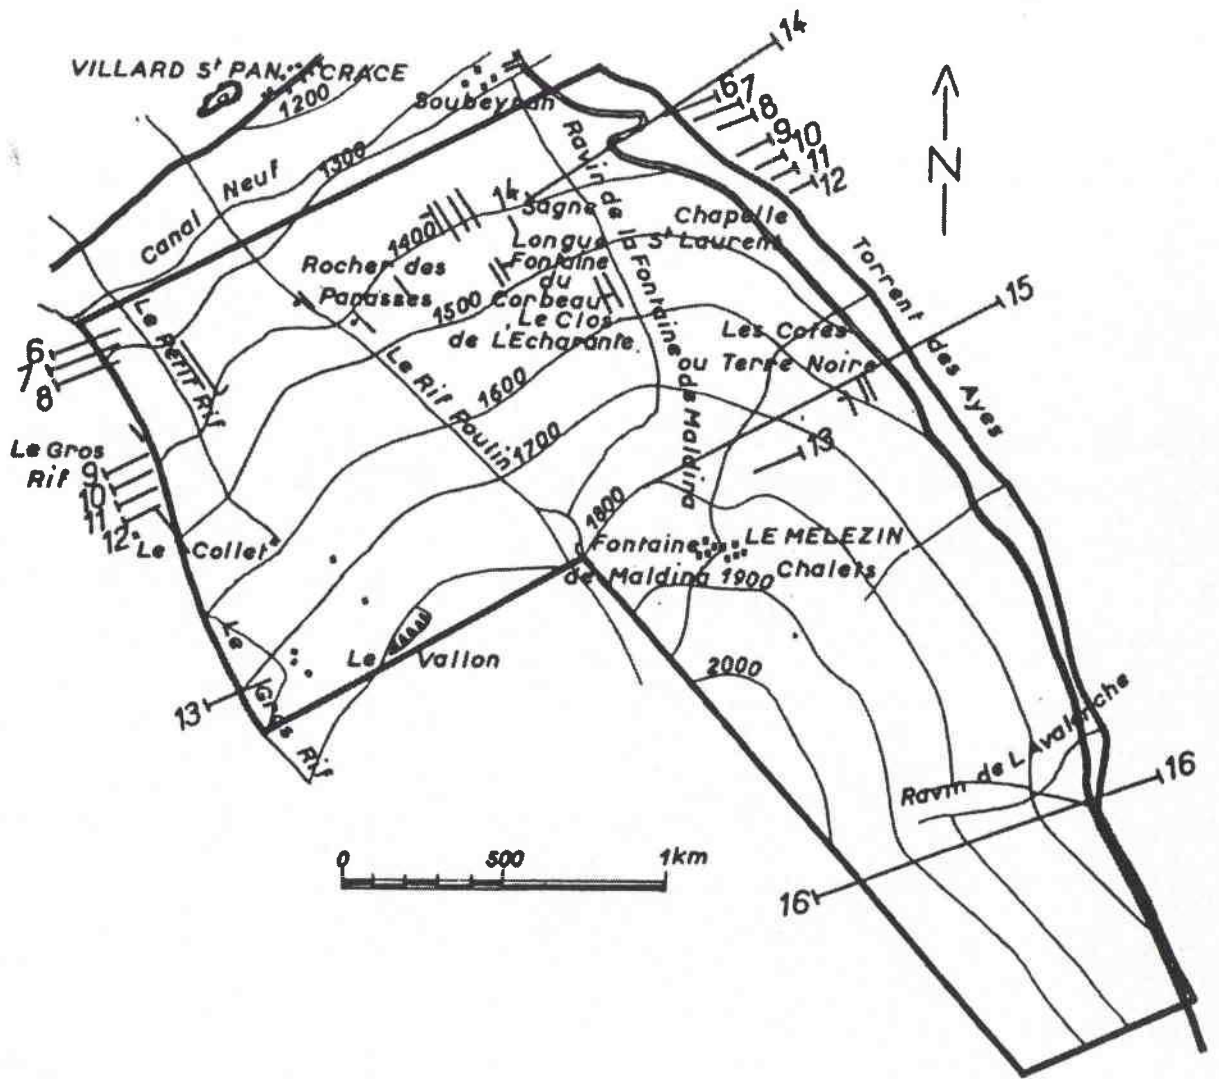 14
VILLARD St PANCRACE
1200
Soubeyran
6
7
8
9
10
11
12
N
Canal Neuf
1300
Ravin de la Fontaine de Maldina
14
Sagne
Longue
Chapelle
St Laurent
1400
Rocher des
Panasses
Fontaine
du
Corbeau
1500
Le Clos
de L'Echarante
Torrent des Ayes
15
Les Cotes
ou Terre Noire
Le Petit Rif
6
7
8
Le Rif Paulin
1600
1700
13
Le Gros
Rif
9
10
11
12
"Le Collet"
1800
Fontaine
de Maldina
LE MELEZIN
Chalets
1900
Le Gros Rif
Le Vallon
2000
13
Ravin de L'Avalanche
16
0 500 1km
16